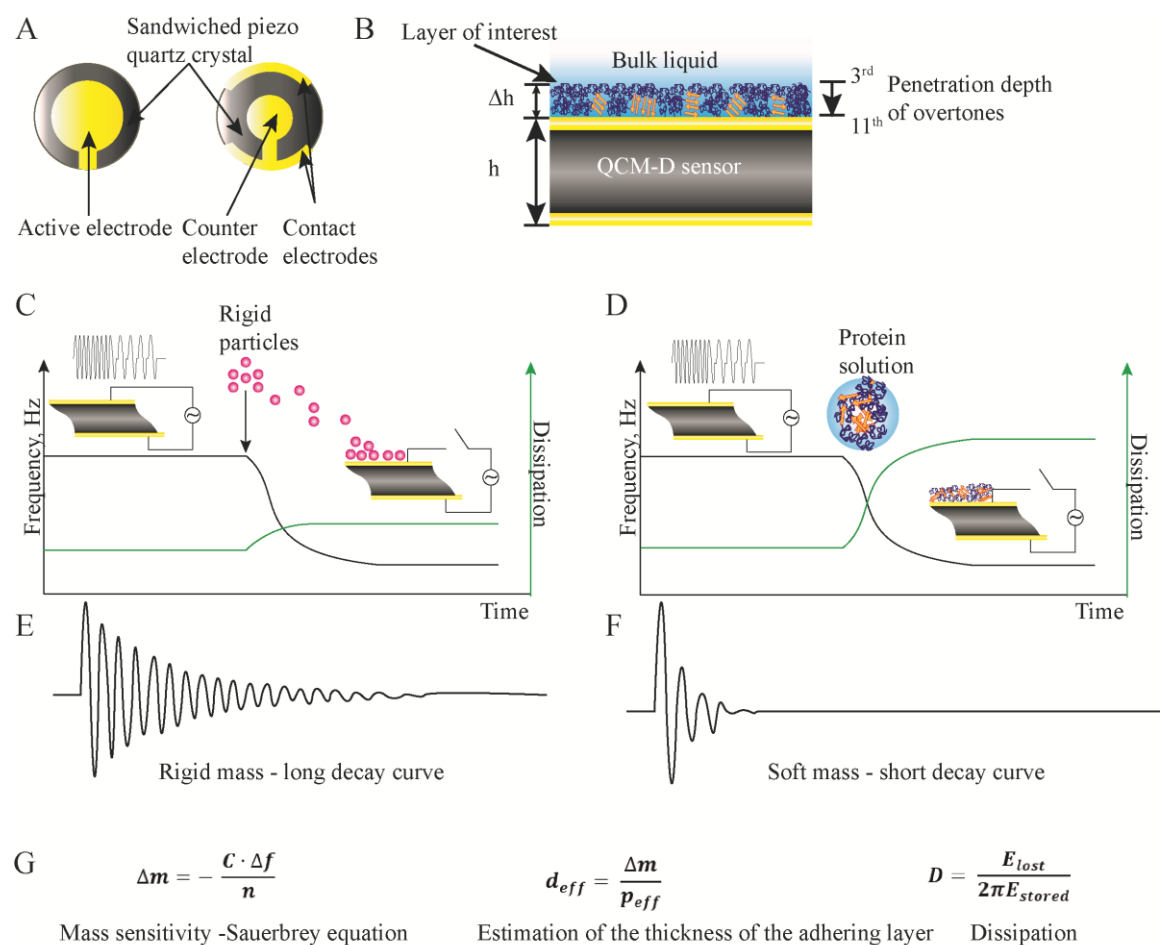 A
Sandwiched piezo
quartz crystal
Active electrode
Counter
electrode
Contact
electrodes
B
Layer of interest
Bulk liquid
Δh
h
QCM-D sensor
3rd
11th
Penetration depth
of overtones
C
Rigid
particles
Frequency, Hz
Dissipation
Time
D
Protein
solution
Frequency, Hz
Dissipation
Time
E
Rigid mass - long decay curve
F
Soft mass - short decay curve
G
Δm = − C · Δf / n
d_eff = Δm / p_eff
D = E_lost / 2πE_stored
Mass sensitivity -Sauerbrey equation
Estimation of the thickness of the adhering layer
Dissipation